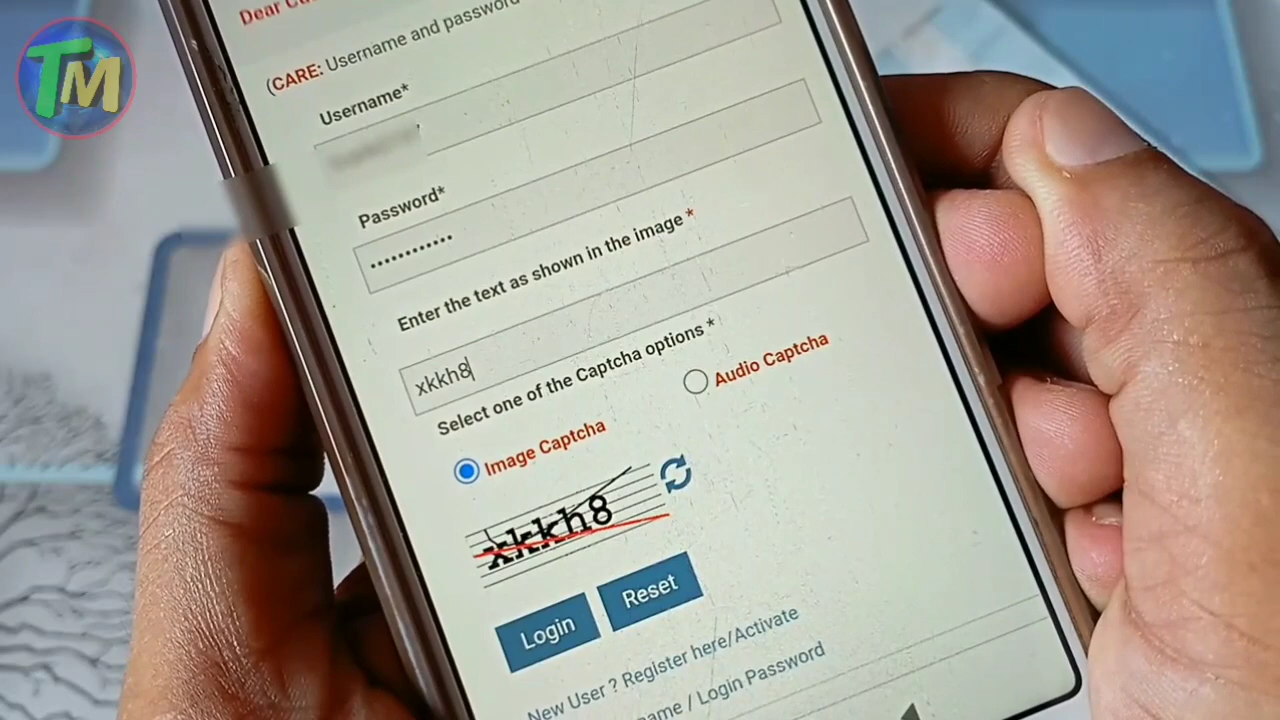 TM
Dear
(CARE: Username and password
Username*
Password*
••••••••••••
Enter the text as shown in the image *
xkkh8
Select one of the Captcha options *
Image Captcha
Audio Captcha
xkkh8
Login
Reset
New User ? Register here/Activate
/ Login Password